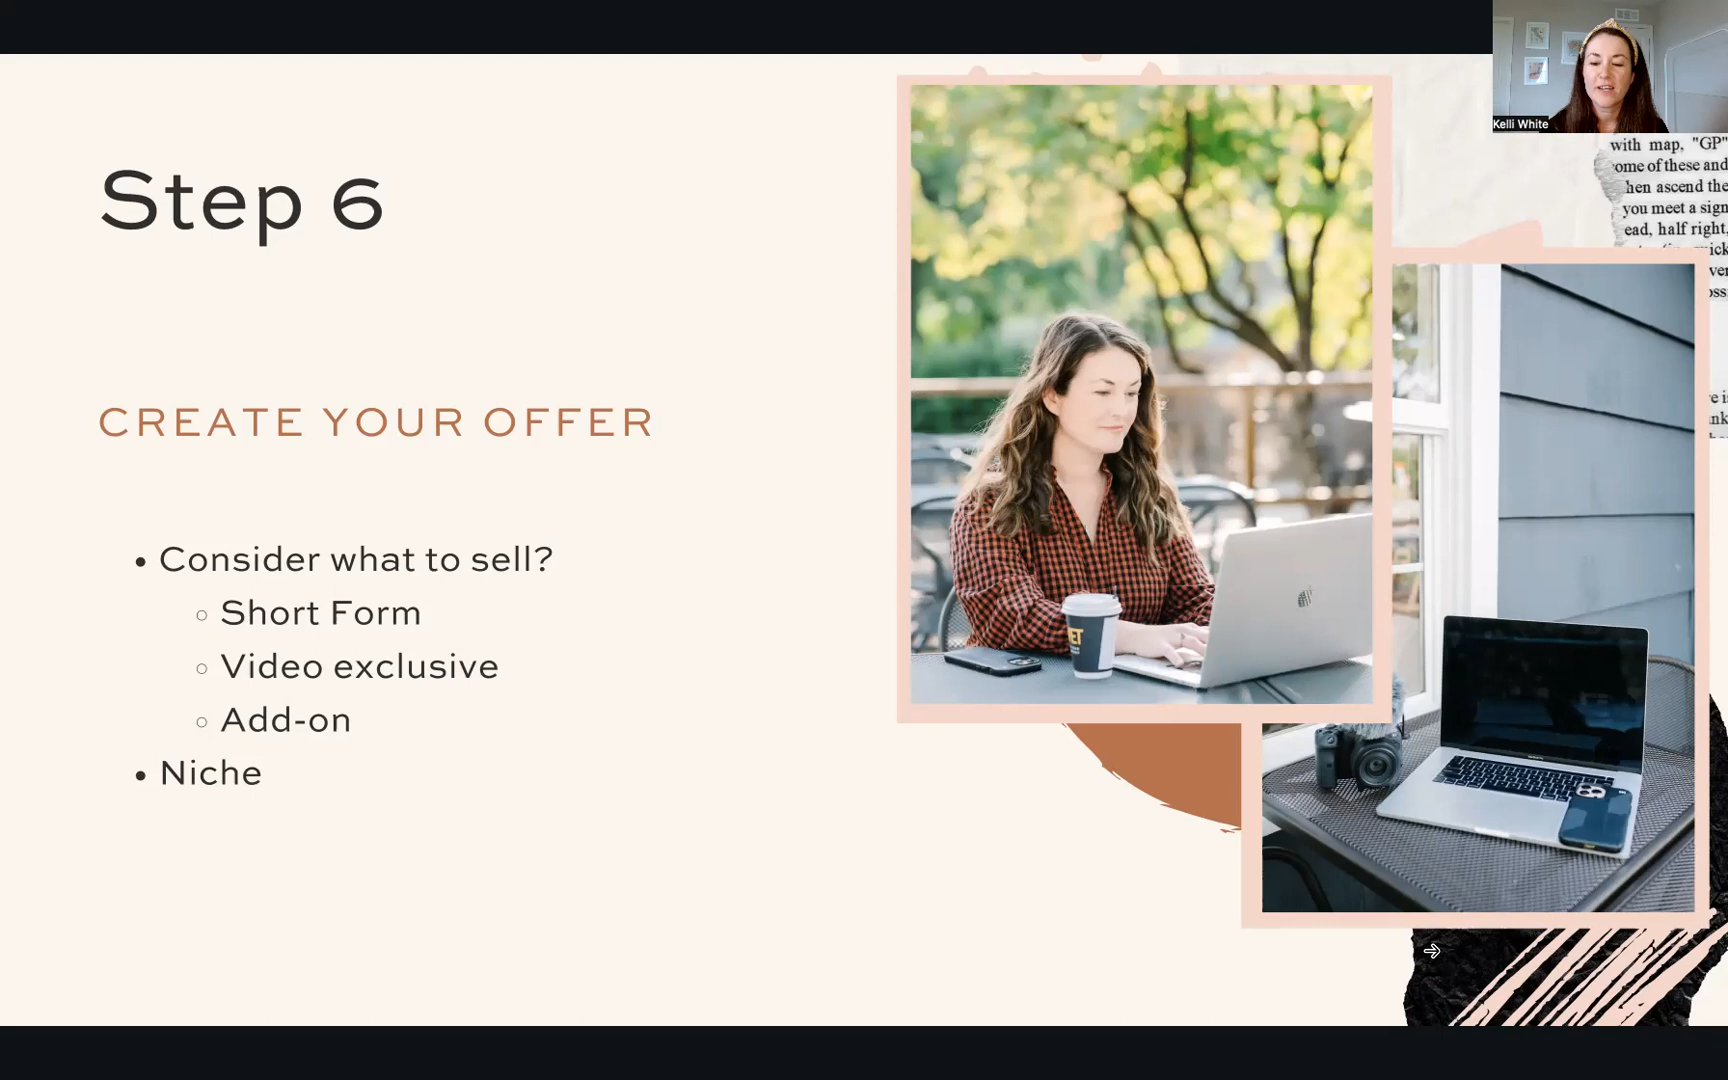 Step 6
CREATE YOUR OFFER
• Consider what to sell?
◦ Short Form
◦ Video exclusive
◦ Add-on
• Niche
Kelli White
with map, "GP"
ome of these and
hen ascend the
you meet a sign
ead, half right,